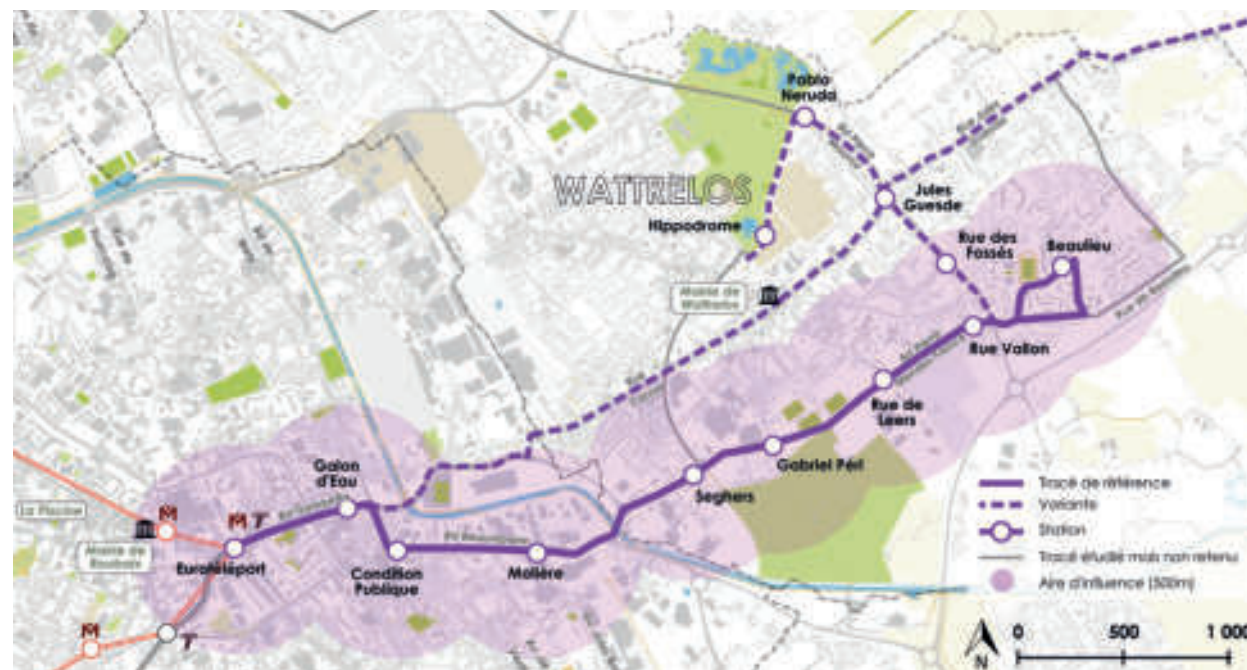 Pablo
Neruda
WATTRELOS
Jules
Guesde
Hippodrome
Rue des
Fossés
Beaulieu
Mairie de
Wattrelos
Rue Vallon
Rue de
Leers
Galon
d'Eau
Gabriel Péri
Seghers
La Piscine
M
M T
Mairie de
Roubaix
Eurotéléport
Condition
Publique
Molière
M
T
Tracé de référence
Variante
Station
Tracé étudié mais non retenu
Aire d'influence (500m)
N
0 500 1 000